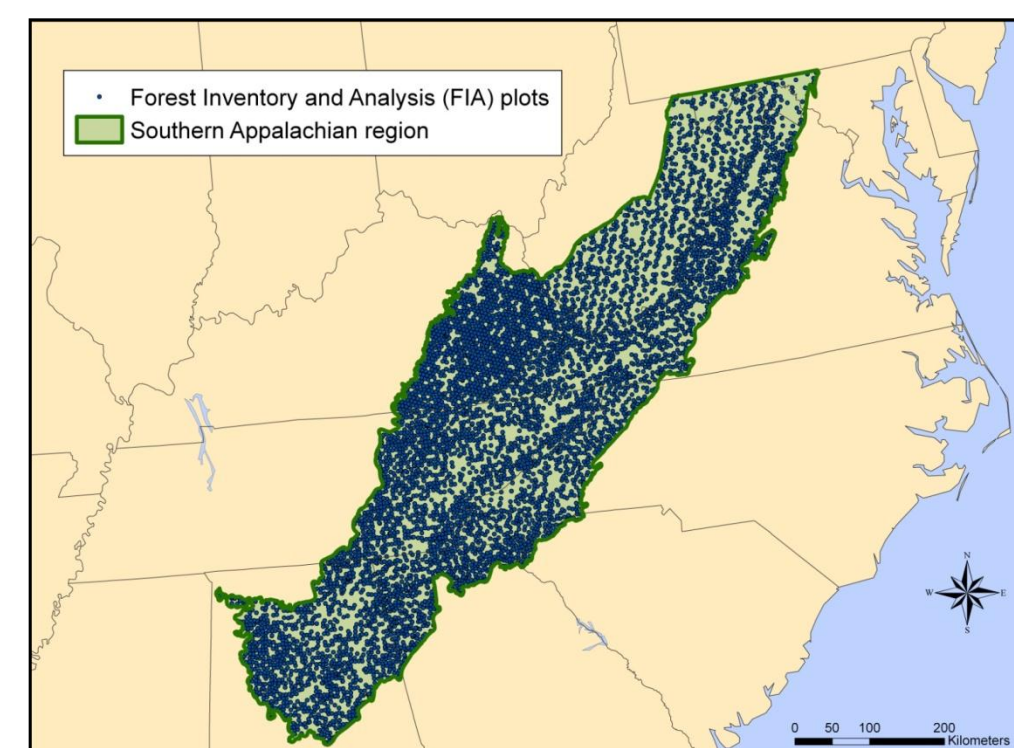 Forest Inventory and Analysis (FIA) plots
Southern Appalachian region
N
W E
S
0 50 100 200
Kilometers